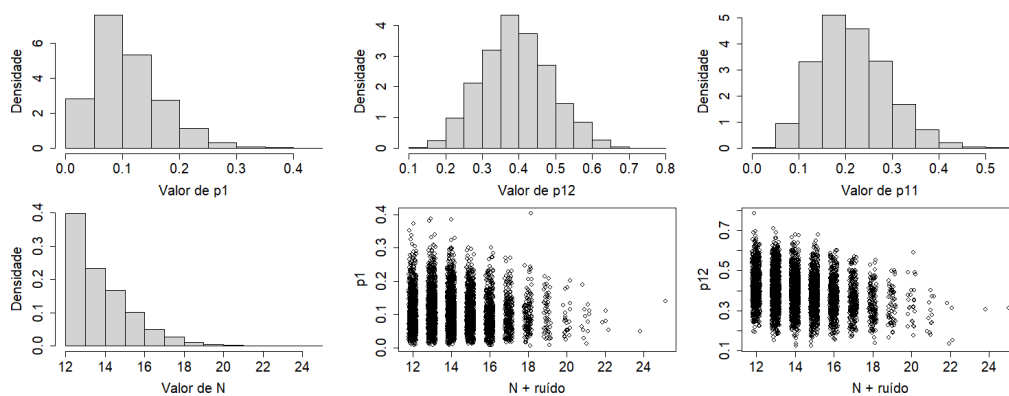 Densidade
0 2 4 6
0.0 0.1 0.2 0.3 0.4
Valor de p1
Densidade
0 1 2 3 4
0.1 0.2 0.3 0.4 0.5 0.6 0.7 0.8
Valor de p12
Densidade
0 1 2 3 4 5
0.0 0.1 0.2 0.3 0.4 0.5
Valor de p11
Densidade
0.0 0.1 0.2 0.3 0.4
12 14 16 18 20 22 24
Valor de N
p1
0.0 0.1 0.2 0.3 0.4
12 14 16 18 20 22 24
N + ruído
p12
0.1 0.3 0.5 0.7
12 14 16 18 20 22 24
N + ruído